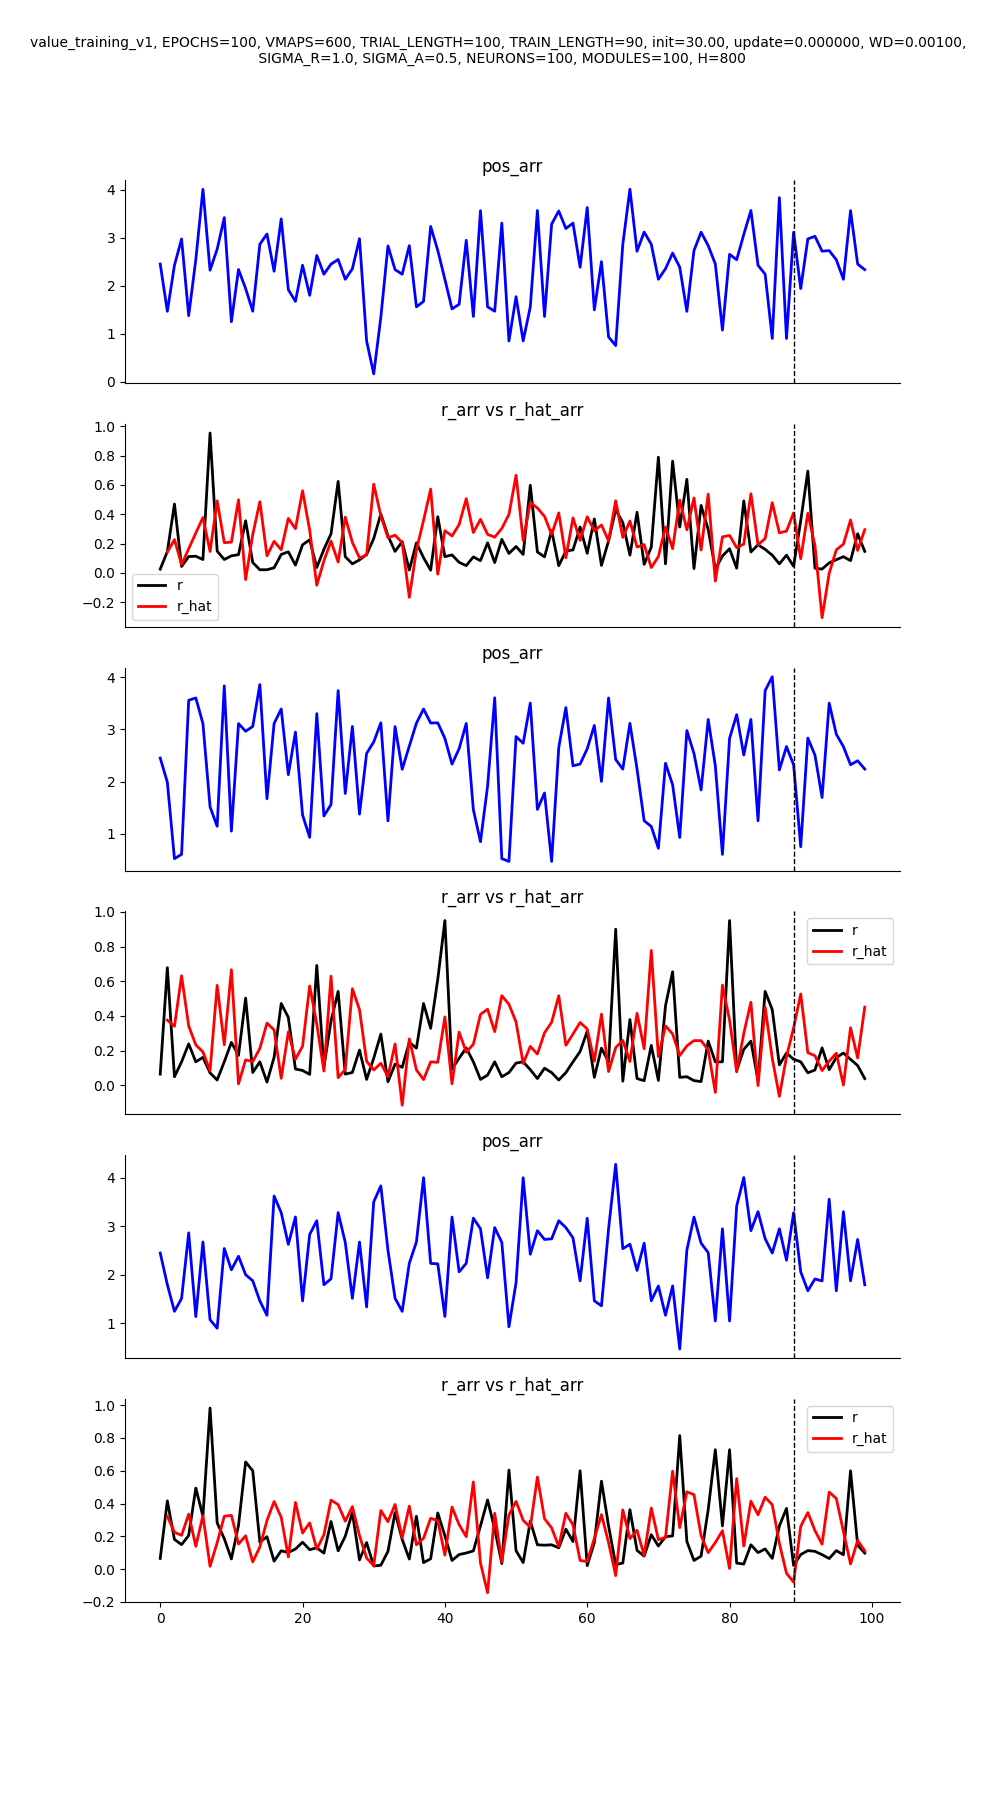 value_training_v1, EPOCHS=100, VMAPS=600, TRIAL_LENGTH=100, TRAIN_LENGTH=90, init=30.00, update=0.000000, WD=0.00100,
SIGMA_R=1.0, SIGMA_A=0.5, NEURONS=100, MODULES=100, H=800
pos_arr
4
3
2
1
0
r_arr vs r_hat_arr
1.0
0.8
0.6
0.4
0.2
0.0
−0.2
r
r_hat
pos_arr
4
3
2
1
r_arr vs r_hat_arr
1.0
0.8
0.6
0.4
0.2
0.0
r
r_hat
pos_arr
4
3
2
1
r_arr vs r_hat_arr
1.0
0.8
0.6
0.4
0.2
0.0
−0.2
r
r_hat
0 20 40 60 80 100